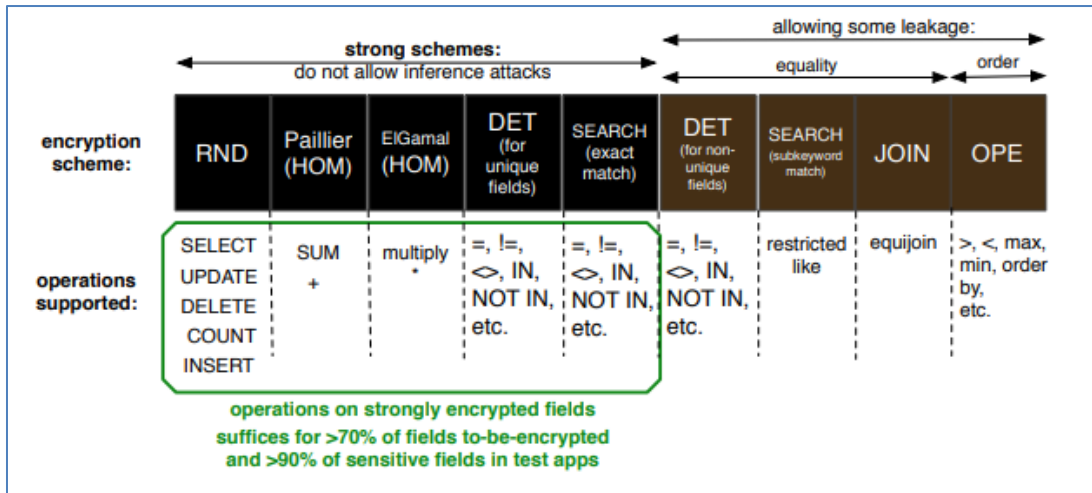 allowing some leakage:
strong schemes:
do not allow inference attacks
equality
order
encryption
scheme:
RND
Paillier
(HOM)
ElGamal
(HOM)
DET
(for
unique
fields)
SEARCH
(exact
match)
DET
(for non-
unique
fields)
SEARCH
(subkeyword
match)
JOIN
OPE
operations
supported:
SELECT
UPDATE
DELETE
COUNT
INSERT
SUM
+
multiply
*
=, !=,
<>, IN,
NOT IN,
etc.
=, !=,
<>, IN,
NOT IN,
etc.
=, !=,
<>, IN,
NOT IN,
etc.
restricted
like
equijoin
>, <, max,
min, order
by,
etc.
operations on strongly encrypted fields
suffices for >70% of fields to-be-encrypted
and >90% of sensitive fields in test apps